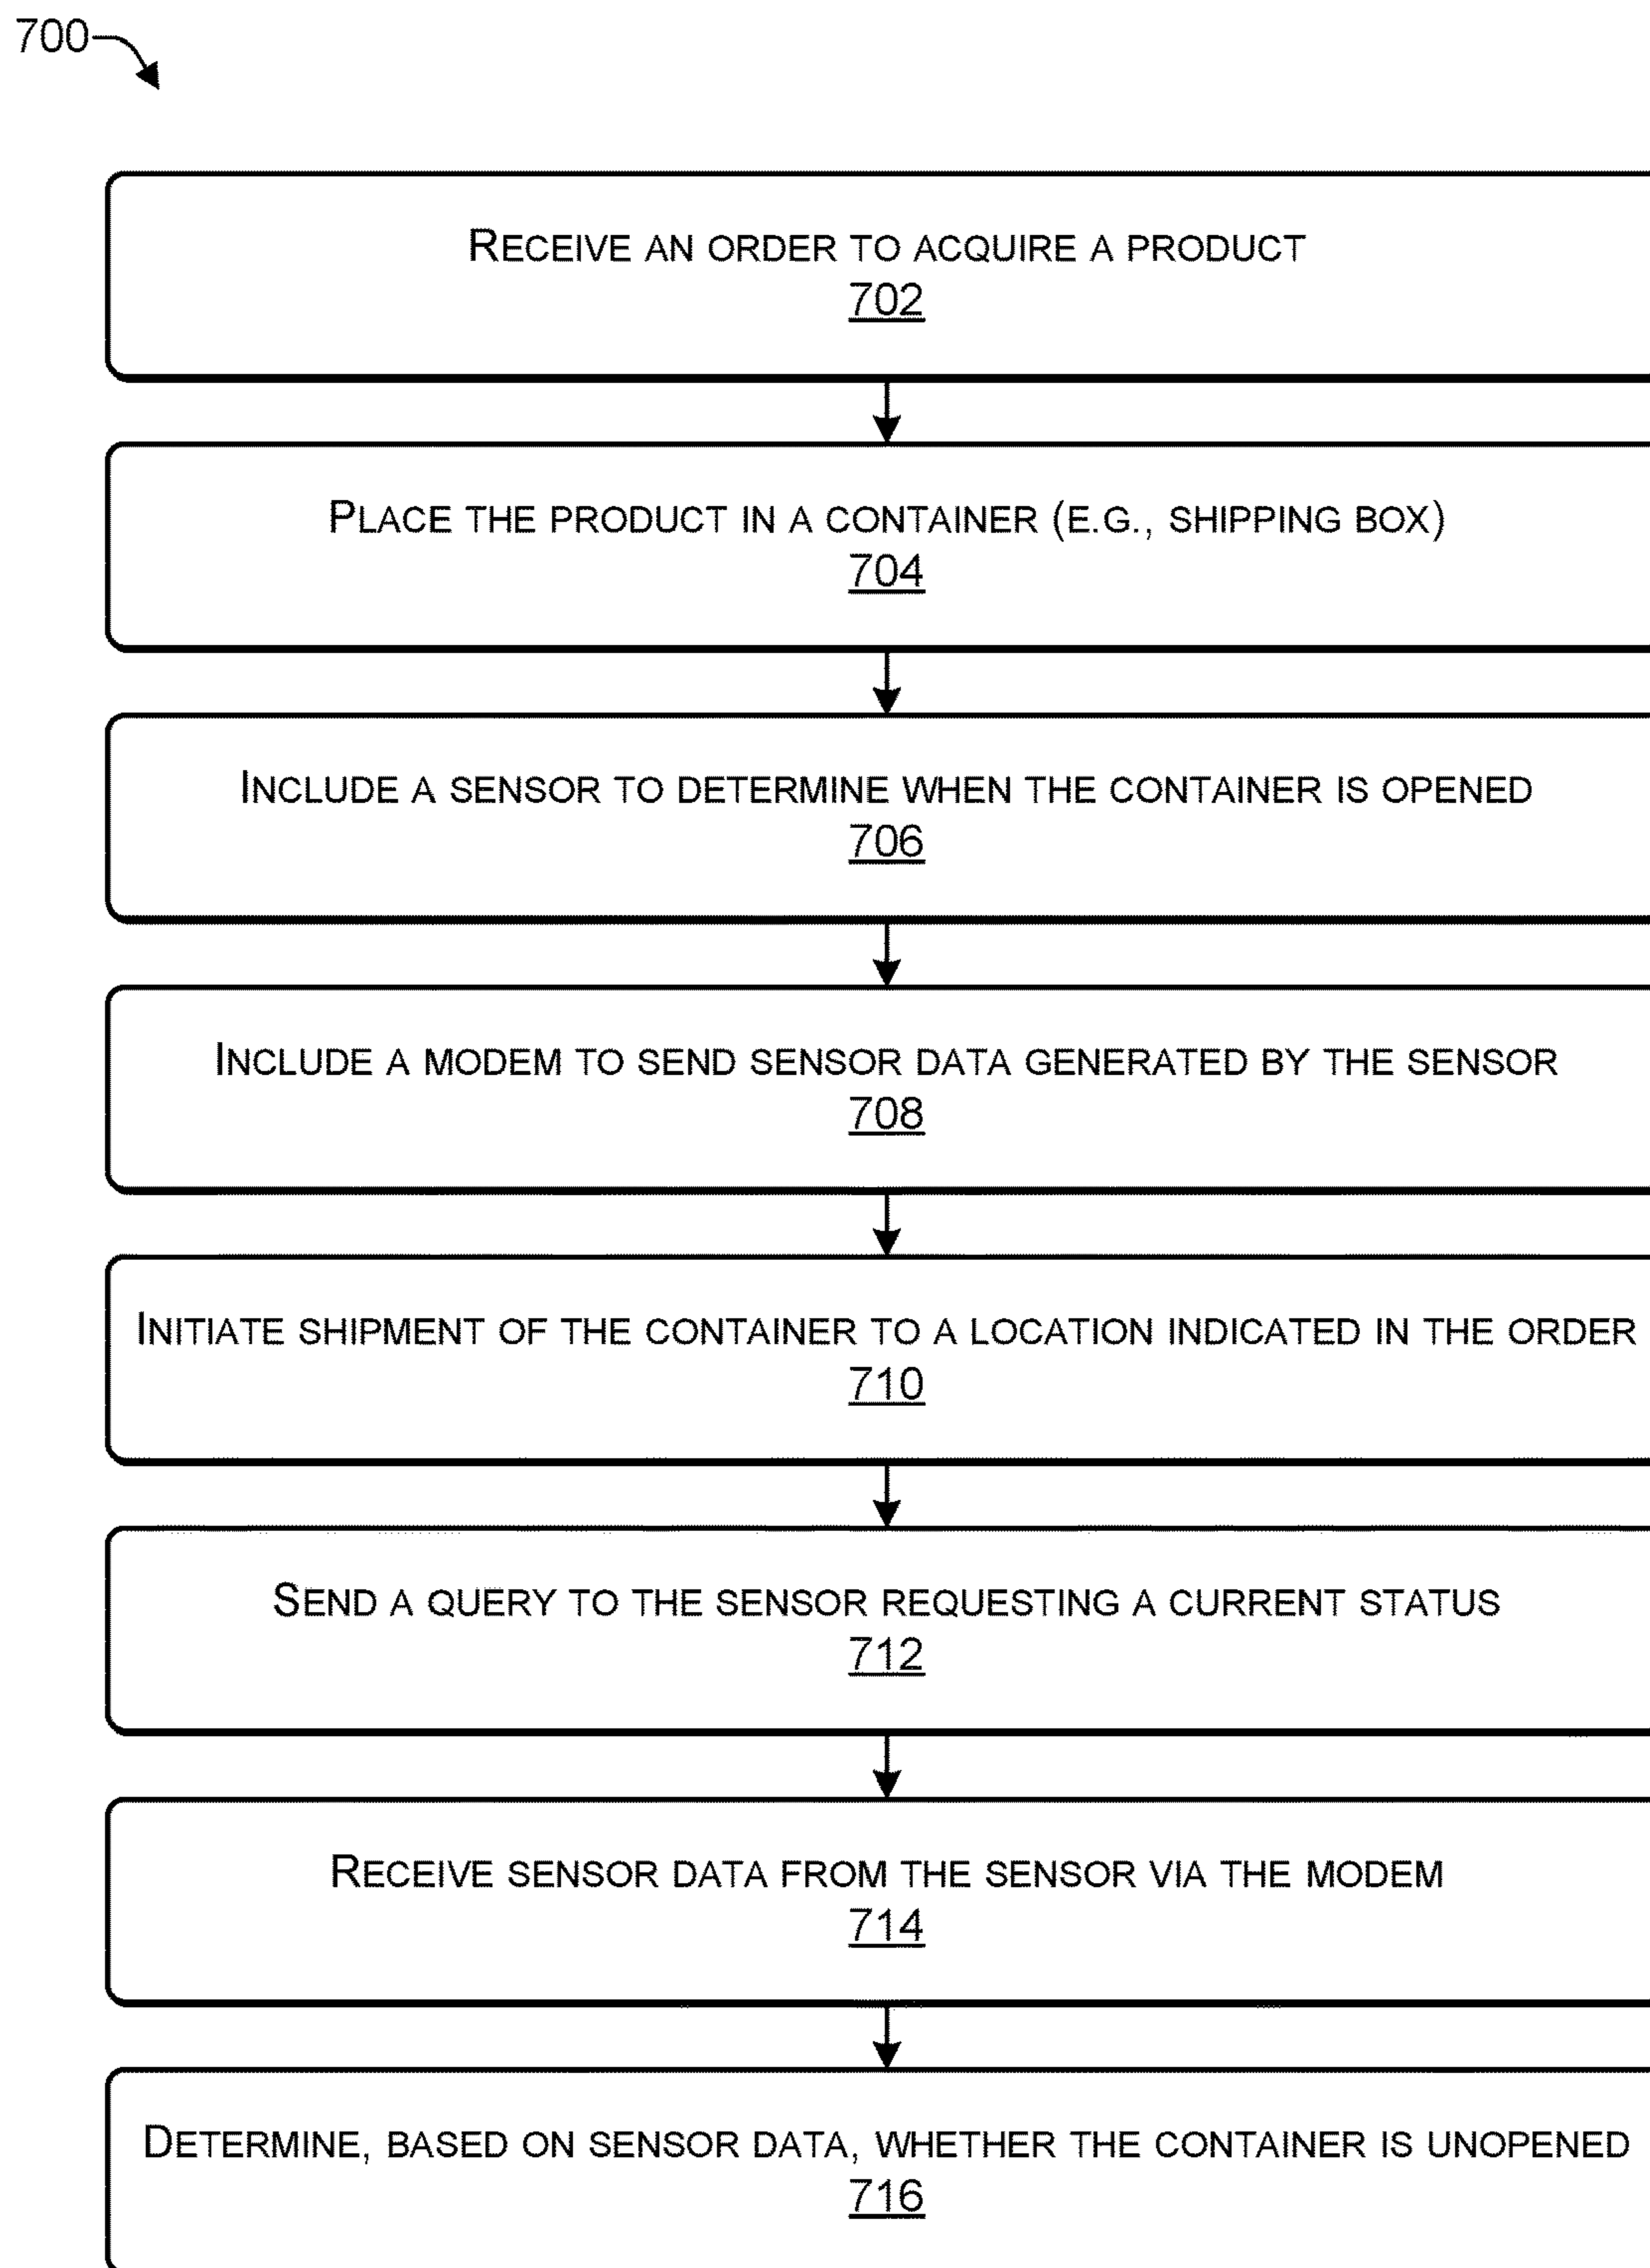 700
RECEIVE AN ORDER TO ACQUIRE A PRODUCT
702
PLACE THE PRODUCT IN A CONTAINER (E.G., SHIPPING BOX)
704
INCLUDE A SENSOR TO DETERMINE WHEN THE CONTAINER IS OPENED
706
INCLUDE A MODEM TO SEND SENSOR DATA GENERATED BY THE SENSOR
708
INITIATE SHIPMENT OF THE CONTAINER TO A LOCATION INDICATED IN THE ORDER
710
SEND A QUERY TO THE SENSOR REQUESTING A CURRENT STATUS
712
RECEIVE SENSOR DATA FROM THE SENSOR VIA THE MODEM
714
DETERMINE, BASED ON SENSOR DATA, WHETHER THE CONTAINER IS UNOPENED
716